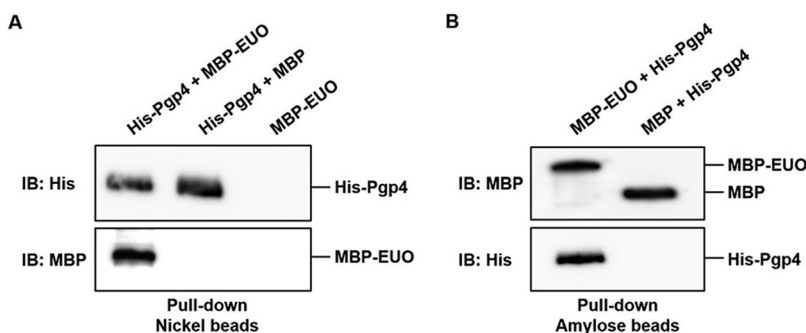 A
His-Pgp4 + MBP-EUO
His-Pgp4 + MBP
MBP-EUO
IB: His
His-Pgp4
IB: MBP
MBP-EUO
Pull-down
Nickel beads
B
MBP-EUO + His-Pgp4
MBP + His-Pgp4
IB: MBP
MBP-EUO
MBP
IB: His
His-Pgp4
Pull-down
Amylose beads